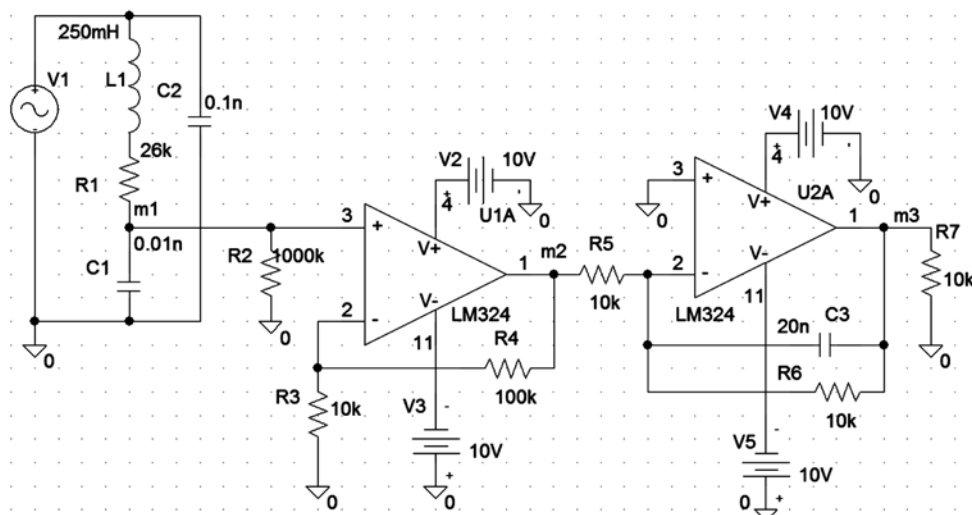 250mH
V1
L1
C2
0.1n
+
-
26k
R1
m1
0.01n
C1
0
R2
1000k
0
3
+
2
-
V+
V-
4
11
1
V2
10V
+
-
0
U1A
LM324
m2
R4
100k
R3
10k
0
V3
-
10V
+
0
R5
10k
3
+
0
2
-
V+
V-
4
11
1
V4
10V
+
-
0
U2A
LM324
m3
R7
10k
0
20n
C3
R6
10k
V5
-
10V
+
0